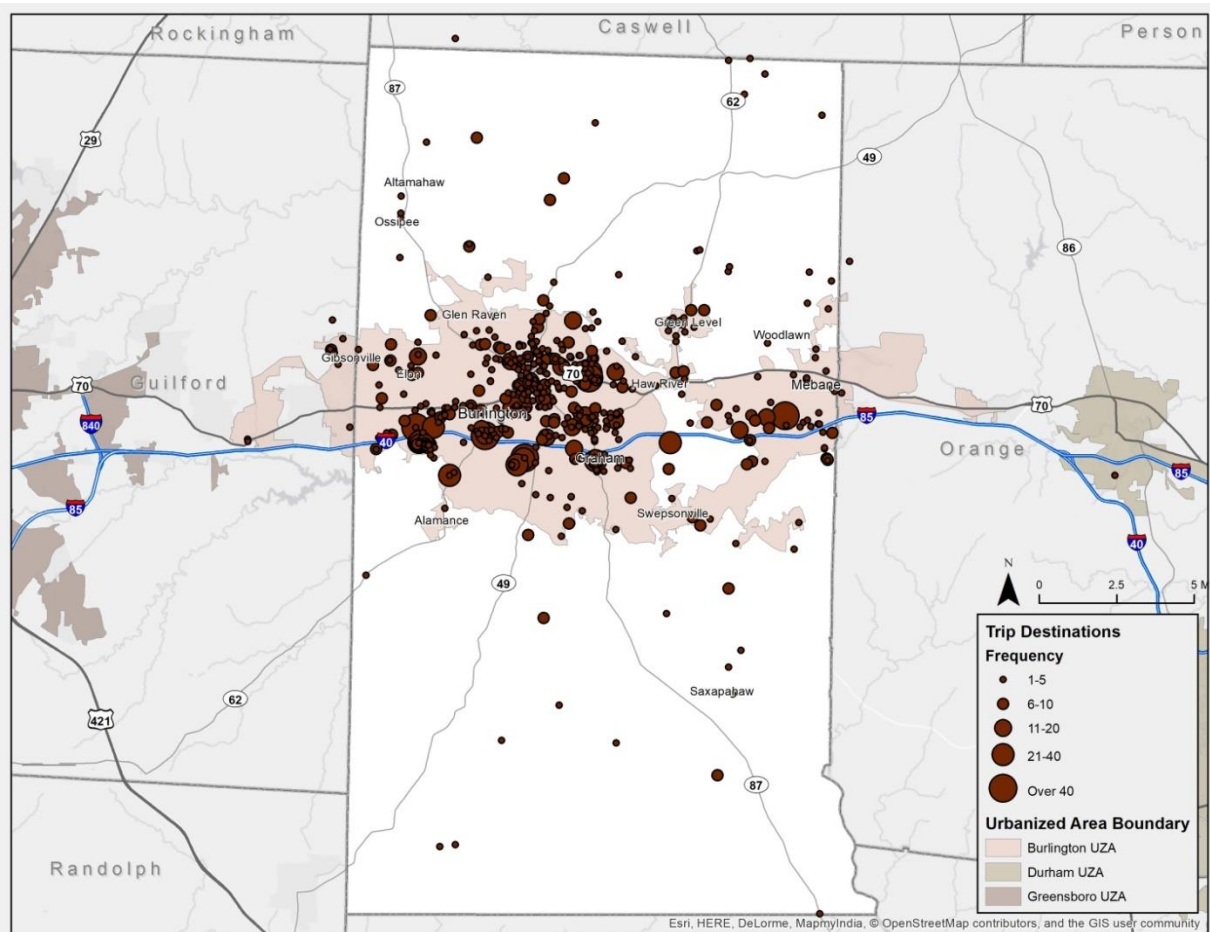 Rockingham
Caswell
Person
87
62
29
49
Altamahaw
Ossipee
86
Glen Raven
Green Level
Woodlawn
Gibsonville
70
Guilford
Elon
70
Haw River
Mebane
Burlington
70
840
40
85
Graham
Orange
85
85
Alamance
Swepsonville
40
49
N
0 2.5 5 M
Trip Destinations
Frequency
1-5
6-10
11-20
21-40
Over 40
62
Saxapahaw
421
87
Urbanized Area Boundary
Burlington UZA
Durham UZA
Greensboro UZA
Randolph
Esri, HERE, DeLorme, MapmyIndia, © OpenStreetMap contributors, and the GIS user community